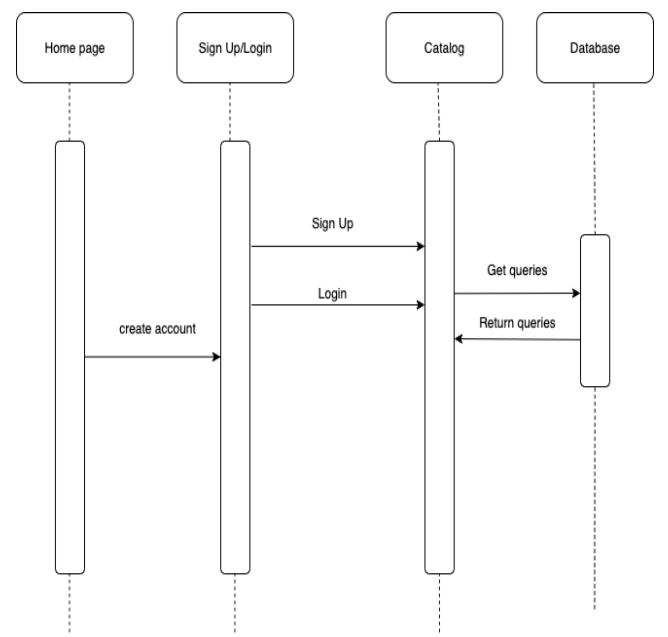 Home page
Sign Up/Login
Catalog
Database
Sign Up
Get queries
Login
Return queries
create account